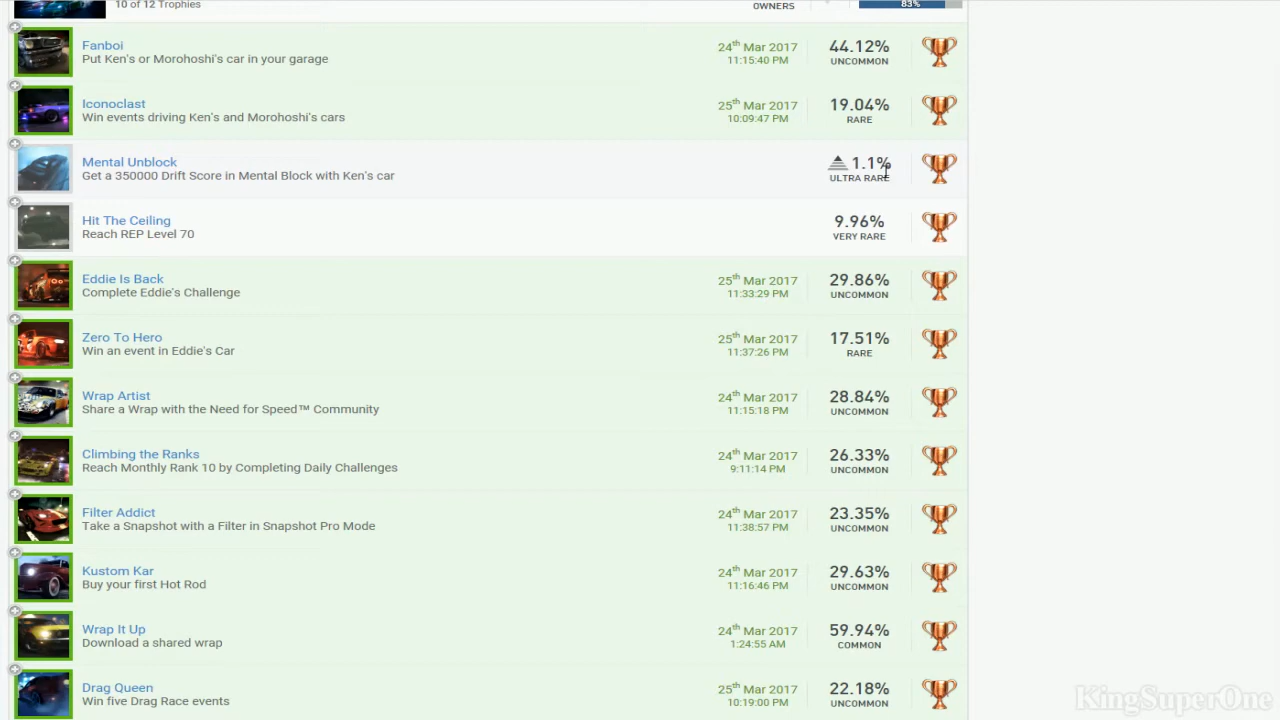 10 of 12 Trophies
OWNERS
83%
Fanboi
Put Ken's or Morohoshi's car in your garage
24th Mar 2017
11:15:40 PM
44.12%
UNCOMMON
Iconoclast
Win events driving Ken's and Morohoshi's cars
25th Mar 2017
10:09:47 PM
19.04%
RARE
Mental Unblock
Get a 350000 Drift Score in Mental Block with Ken's car
1.1%
ULTRA RARE
Hit The Ceiling
Reach REP Level 70
9.96%
VERY RARE
Eddie Is Back
Complete Eddie's Challenge
25th Mar 2017
11:33:29 PM
29.86%
UNCOMMON
Zero To Hero
Win an event in Eddie's Car
25th Mar 2017
11:37:26 PM
17.51%
RARE
Wrap Artist
Share a Wrap with the Need for Speed™ Community
24th Mar 2017
11:15:18 PM
28.84%
UNCOMMON
Climbing the Ranks
Reach Monthly Rank 10 by Completing Daily Challenges
24th Mar 2017
9:11:14 PM
26.33%
UNCOMMON
Filter Addict
Take a Snapshot with a Filter in Snapshot Pro Mode
24th Mar 2017
11:38:57 PM
23.35%
UNCOMMON
Kustom Kar
Buy your first Hot Rod
24th Mar 2017
11:16:46 PM
29.63%
UNCOMMON
Wrap It Up
Download a shared wrap
24th Mar 2017
1:24:55 AM
59.94%
COMMON
Drag Queen
Win five Drag Race events
25th Mar 2017
10:19:00 PM
22.18%
UNCOMMON
KingSuperOne